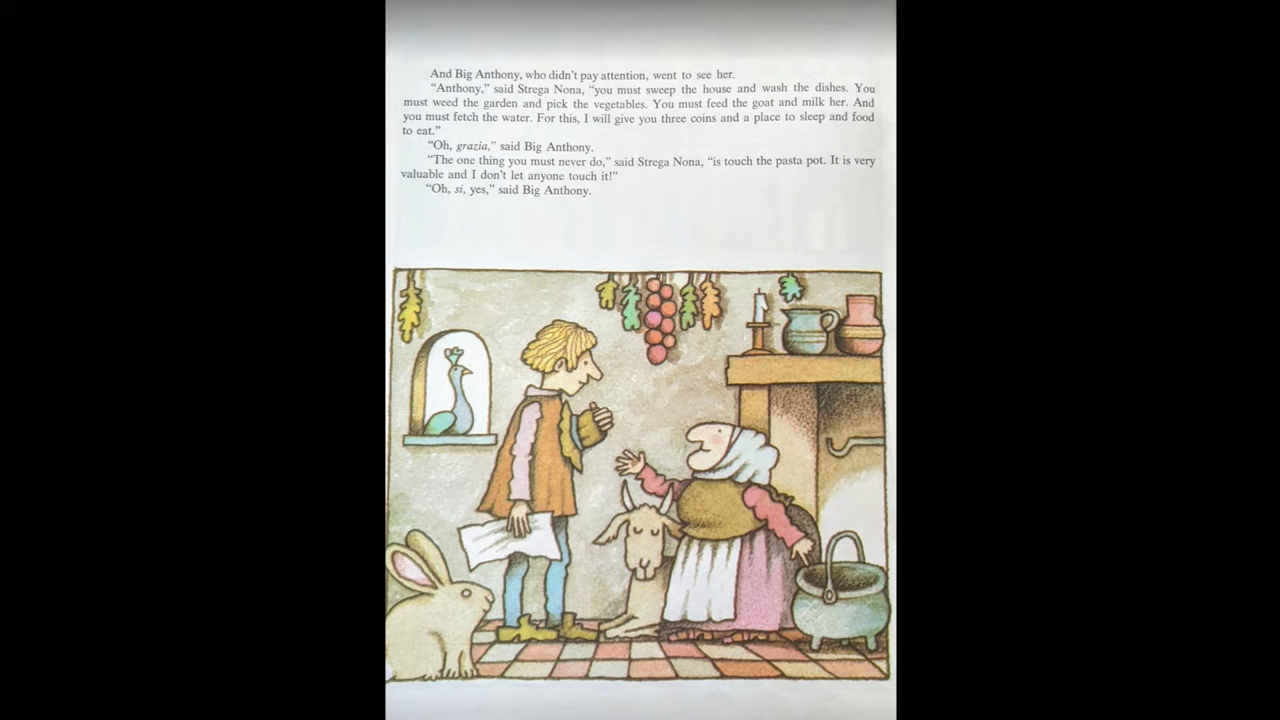 And Big Anthony, who didn't pay attention, went to see her.
"Anthony," said Strega Nona, "you must sweep the house and wash the dishes. You
must weed the garden and pick the vegetables. You must feed the goat and milk her. And
you must fetch the water. For this, I will give you three coins and a place to sleep and food
to eat."
"Oh, grazia," said Big Anthony.
"The one thing you must never do," said Strega Nona, "is touch the pasta pot. It is very
valuable and I don't let anyone touch it!"
"Oh, si, yes," said Big Anthony.